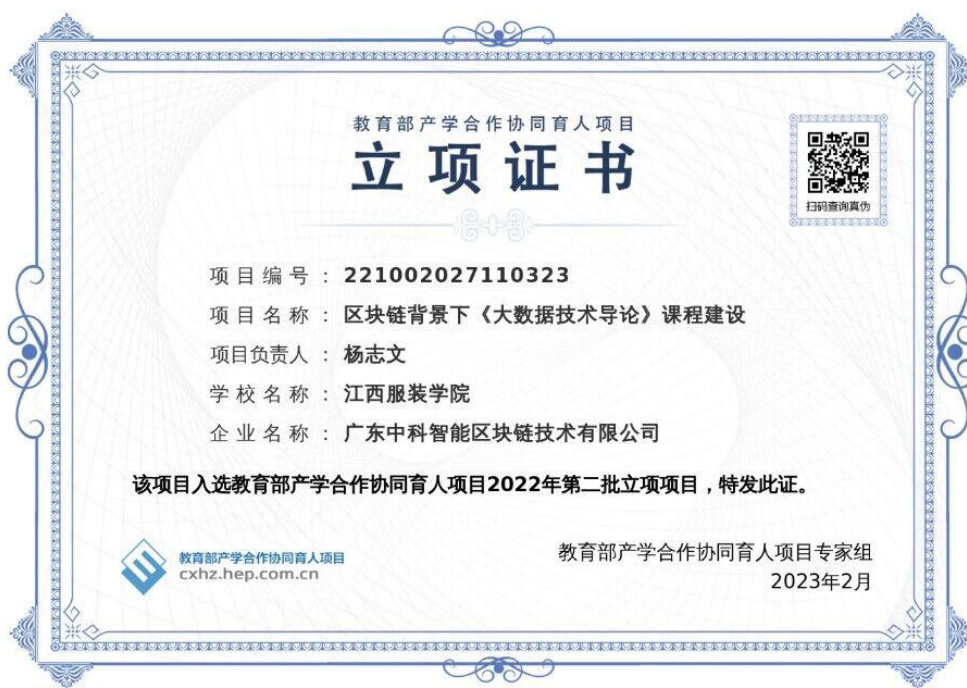 教育部产学合作协同育人项目
立项证书
扫码查询真伪
项目编号：221002027110323
项目名称：区块链背景下《大数据技术导论》课程建设
项目负责人：杨志文
学校名称：江西服装学院
企业名称：广东中科智能区块链技术有限公司
该项目入选教育部产学合作协同育人项目2022年第二批立项项目，特发此证。
教育部产学合作协同育人项目
cxhz.hep.com.cn
教育部产学合作协同育人项目专家组
2023年2月